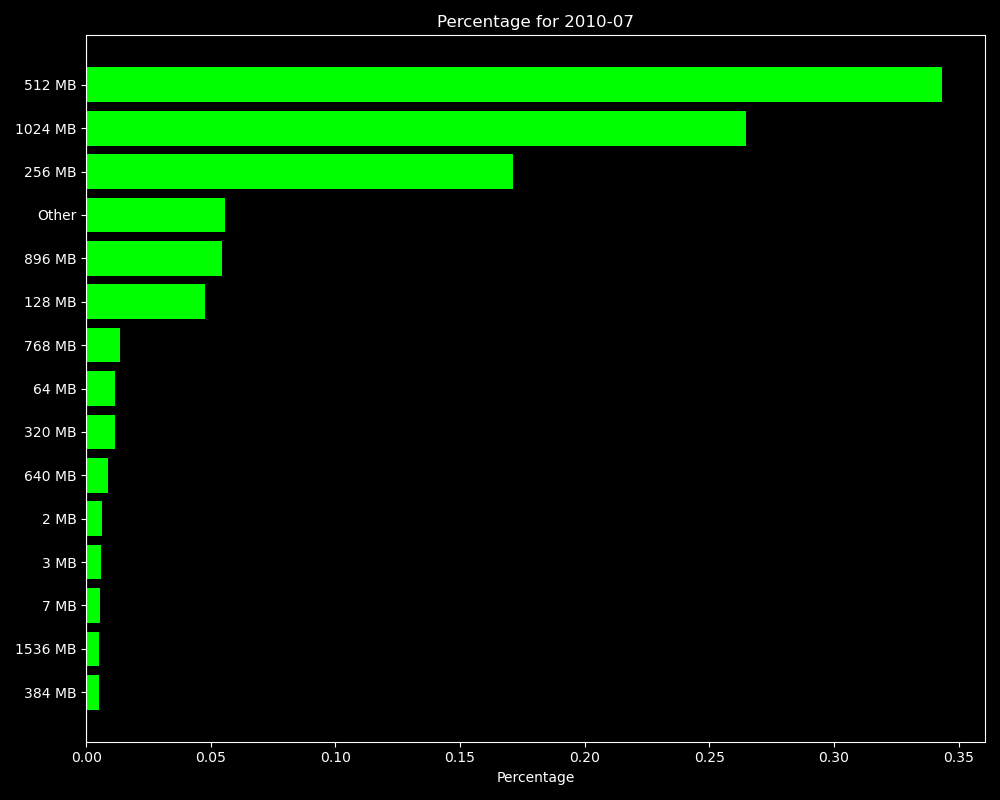 Percentage for 2010-07
512 MB
1024 MB
256 MB
Other
896 MB
128 MB
768 MB
64 MB
320 MB
640 MB
2 MB
3 MB
7 MB
1536 MB
384 MB
0.00 0.05 0.10 0.15 0.20 0.25 0.30 0.35
Percentage